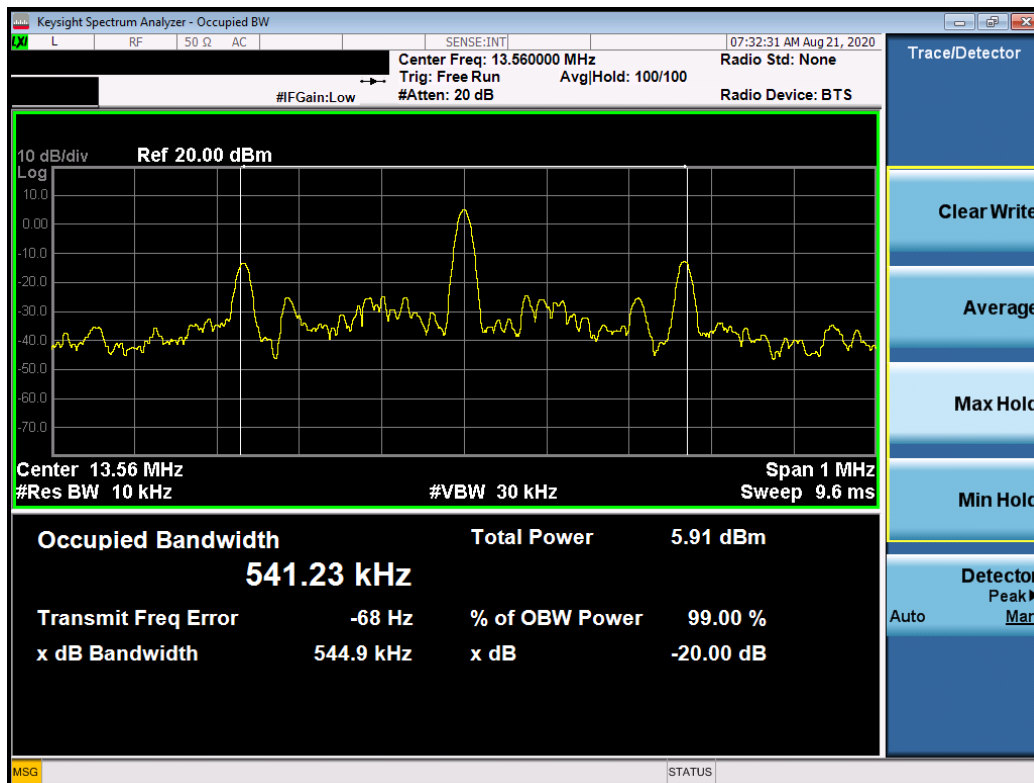 Keysight Spectrum Analyzer - Occupied BW
LXI L RF 50 Ω AC SENSE:INT 07:32:31 AM Aug 21, 2020
Center Freq: 13.560000 MHz Radio Std: None
Trig: Free Run Avg|Hold: 100/100
#IFGain:Low #Atten: 20 dB Radio Device: BTS
10 dB/div Ref 20.00 dBm
Log
10.0
0.00
-10.0
-20.0
-30.0
-40.0
-50.0
-60.0
-70.0
Center 13.56 MHz Span 1 MHz
#Res BW 10 kHz #VBW 30 kHz Sweep 9.6 ms
Occupied Bandwidth Total Power 5.91 dBm
541.23 kHz
Transmit Freq Error -68 Hz % of OBW Power 99.00 %
x dB Bandwidth 544.9 kHz x dB -20.00 dB
MSG STATUS
Trace/Detector
Clear Write
Average
Max Hold
Min Hold
Detector
Peak
Auto Man